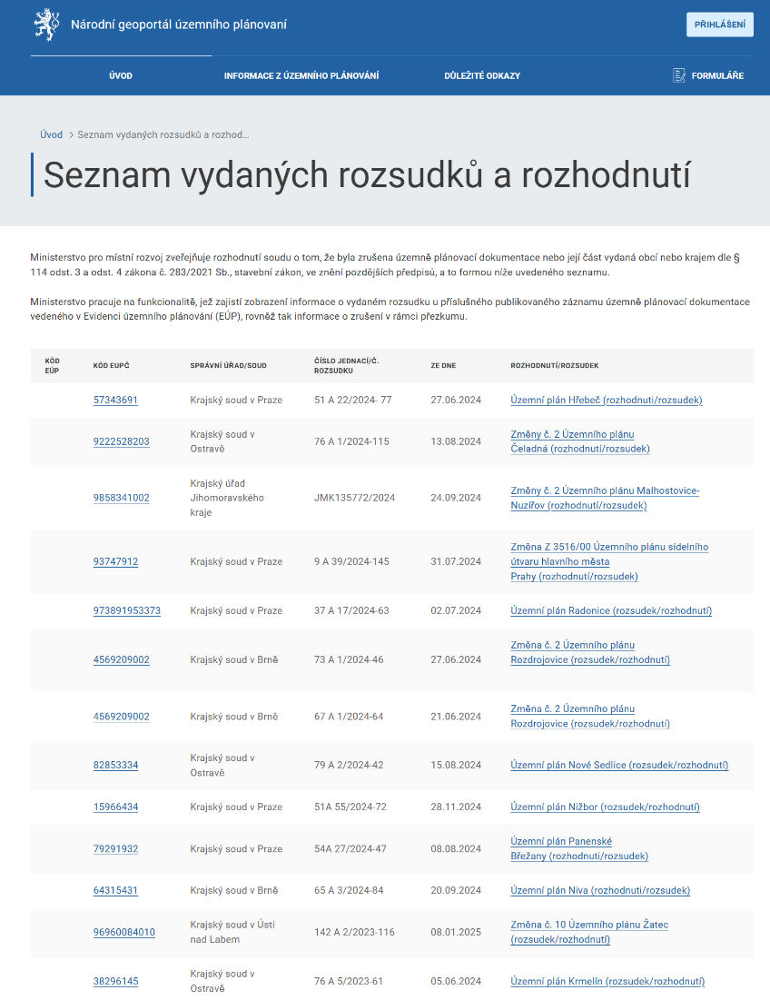 Národní geoportál územního plánovaní
PŘIHLÁŠENÍ
ÚVOD
INFORMACE Z ÚZEMNÍHO PLÁNOVÁNÍ
DŮLEŽITÉ ODKAZY
FORMULÁŘE
Úvod > Seznam vydaných rozsudků a rozhod...
Seznam vydaných rozsudků a rozhodnutí
Ministerstvo pro místní rozvoj zveřejňuje rozhodnutí soudu o tom, že byla zrušena územně plánovací dokumentace nebo její část vydaná obcí nebo krajem dle §
114 odst. 3 a odst. 4 zákona č. 283/2021 Sb., stavební zákon, ve znění pozdějších předpisů, a to formou níže uvedeného seznamu.
Ministerstvo pracuje na funkcionalitě, jež zajistí zobrazení informace o vydaném rozsudku u příslušného publikovaného záznamu územně plánovací dokumentace
vedeného v Evidenci územního plánování (EÚP), rovněž tak informace o zrušení v rámci přezkumu.
KÓD
EÚP
KÓD EUPČ
SPRÁVNÍ ÚŘAD/SOUD
ČÍSLO JEDNACÍ/Č.
ROZSUDKU
ZE DNE
ROZHODNUTÍ/ROZSUDEK
57343691
Krajský soud v Praze
51 A 22/2024- 77
27.06.2024
Územní plán Hřebeč (rozhodnuti/rozsudek)
9222528203
Krajský soud v
Ostravě
76 A 1/2024-115
13.08.2024
Změny č. 2 Územního plánu
Čeladná (rozhodnutí/rozsudek)
9858341002
Krajský úřad
Jihomoravského
kraje
JMK135772/2024
24.09.2024
Změny č. 2 Územního plánu Malhostovice-
Nuzířov (rozhodnutí/rozsudek)
93747912
Krajský soud v Praze
9 A 39/2024-145
31.07.2024
Změna Z 3516/00 Územního plánu sídelního
útvaru hlavního města
Prahy (rozhodnutí/rozsudek)
973891953373
Krajský soud v Praze
37 A 17/2024-63
02.07.2024
Územní plán Radonice (rozsudek/rozhodnutí)
4569209002
Krajský soud v Brně
73 A 1/2024-46
27.06.2024
Změna č. 2 Územního plánu
Rozdrojovice (rozsudek/rozhodnutí)
4569209002
Krajský soud v Brně
67 A 1/2024-64
21.06.2024
Změna č. 2 Územního plánu
Rozdrojovice (rozsudek/rozhodnutí)
82853334
Krajský soud v
Ostravě
79 A 2/2024-42
15.08.2024
Územní plán Nové Sedlice (rozsudek/rozhodnutí)
15966434
Krajský soud v Praze
51A 55/2024-72
28.11.2024
Územní plán Nižbor (rozsudek/rozhodnutí)
79291932
Krajský soud v Praze
54A 27/2024-47
08.08.2024
Územní plán Panenské
Břežany (rozhodnuti/rozsudek)
64315431
Krajský soud v Brně
65 A 3/2024-84
20.09.2024
Územní plán Niva (rozhodnuti/rozsudek)
96960084010
Krajský soud v Ústí
nad Labem
142 A 2/2023-116
08.01.2025
Změna č. 10 Územního plánu Žatec
(rozsudek/rozhodnutí)
38296145
Krajský soud v
Ostravě
76 A 5/2023-61
05.06.2024
Územní plán Krmelín (rozsudek/rozhodnutí)